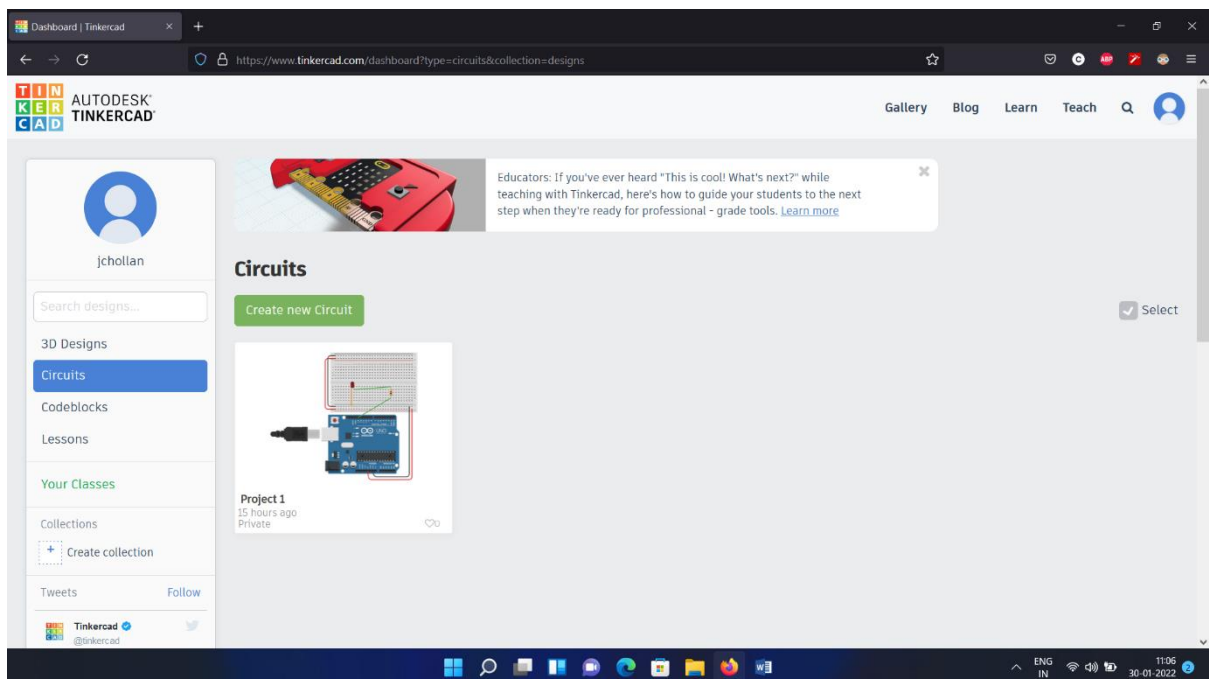 Dashboard | Tinkercad
https://www.tinkercad.com/dashboard?type=circuits&collection=designs
ABP
TIN
KER
CAD
AUTODESK
TINKERCAD
Gallery Blog Learn Teach
jchollan
Search designs...
3D Designs
Circuits
Codeblocks
Lessons
Your Classes
Collections
+ Create collection
Tweets Follow
Tinkercad
@tinkercad
Educators: If you've ever heard "This is cool! What's next?" while
teaching with Tinkercad, here's how to guide your students to the next
step when they're ready for professional - grade tools. Learn more
Circuits
Create new Circuit
Select
UNO
Project 1
15 hours ago
Private
0
ENG
IN
11:06
30-01-2022
2